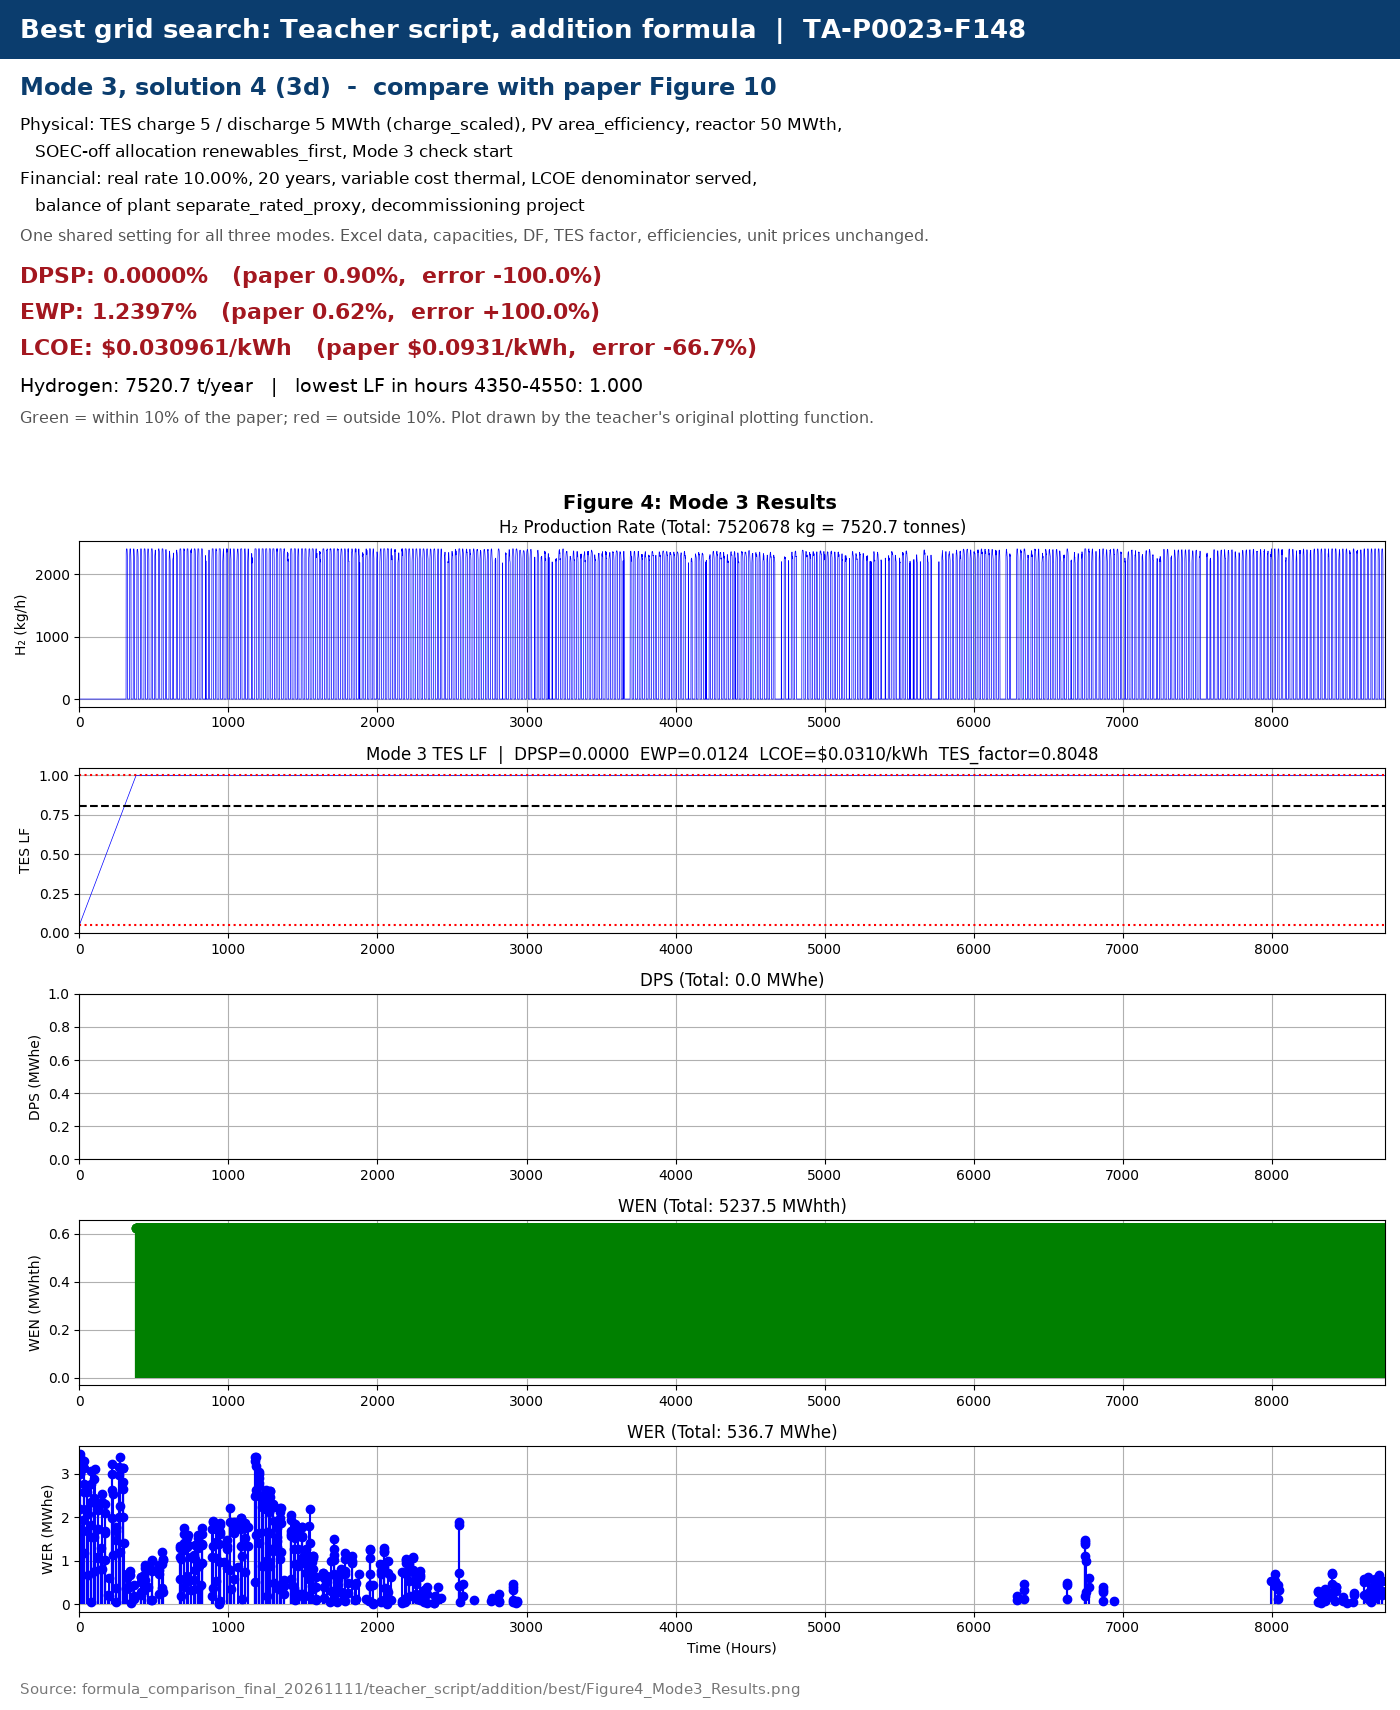 Best grid search: Teacher script, addition formula | TA-P0023-F148
Mode 3, solution 4 (3d) - compare with paper Figure 10
Physical: TES charge 5 / discharge 5 MWth (charge_scaled), PV area_efficiency, reactor 50 MWth,
SOEC-off allocation renewables_first, Mode 3 check start
Financial: real rate 10.00%, 20 years, variable cost thermal, LCOE denominator served,
balance of plant separate_rated_proxy, decommissioning project
One shared setting for all three modes. Excel data, capacities, DF, TES factor, efficiencies, unit prices unchanged.
DPSP: 0.0000% (paper 0.90%, error -100.0%)
EWP: 1.2397% (paper 0.62%, error +100.0%)
LCOE: $0.030961/kWh (paper $0.0931/kWh, error -66.7%)
Hydrogen: 7520.7 t/year | lowest LF in hours 4350-4550: 1.000
Green = within 10% of the paper; red = outside 10%. Plot drawn by the teacher's original plotting function.
Figure 4: Mode 3 Results
H₂ Production Rate (Total: 7520678 kg = 7520.7 tonnes)
H₂ (kg/h)
2000
1000
0
0 1000 2000 3000 4000 5000 6000 7000 8000
Mode 3 TES LF | DPSP=0.0000 EWP=0.0124 LCOE=$0.0310/kWh TES_factor=0.8048
TES LF
1.00
0.75
0.50
0.25
0.00
0 1000 2000 3000 4000 5000 6000 7000 8000
DPS (Total: 0.0 MWhe)
DPS (MWhe)
1.0
0.8
0.6
0.4
0.2
0.0
0 1000 2000 3000 4000 5000 6000 7000 8000
WEN (Total: 5237.5 MWhth)
WEN (MWhth)
0.6
0.4
0.2
0.0
0 1000 2000 3000 4000 5000 6000 7000 8000
WER (Total: 536.7 MWhe)
WER (MWhe)
3
2
1
0
0 1000 2000 3000 4000 5000 6000 7000 8000
Time (Hours)
Source: formula_comparison_final_20261111/teacher_script/addition/best/Figure4_Mode3_Results.png